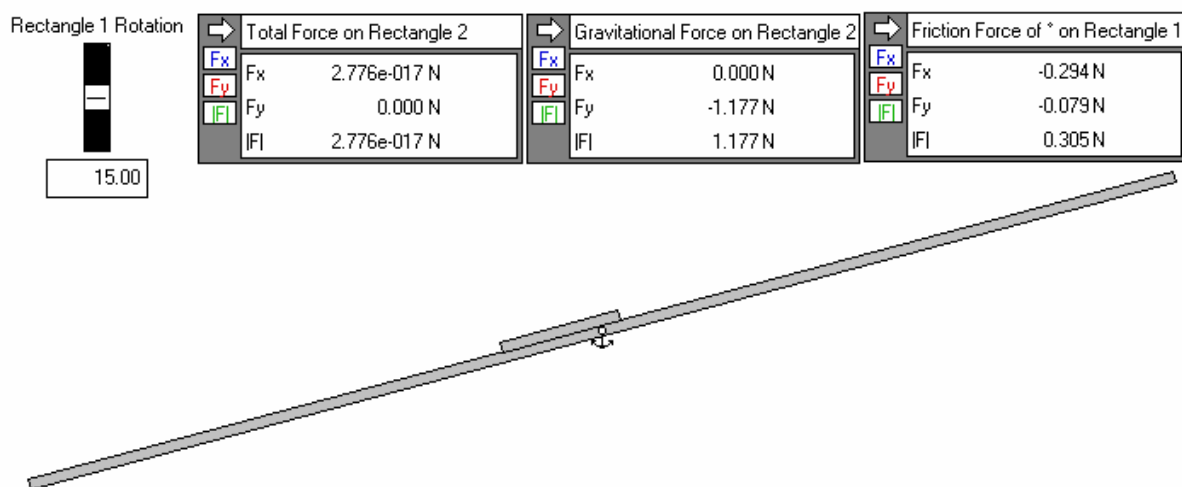 Rectangle 1 Rotation
15.00
Total Force on Rectangle 2
Fx
Fy
|F|
Fx 2.776e-017 N
Fy 0.000 N
|F| 2.776e-017 N
Gravitational Force on Rectangle 2
Fx
Fy
|F|
Fx 0.000 N
Fy -1.177 N
|F| 1.177 N
Friction Force of * on Rectangle 1
Fx
Fy
|F|
Fx -0.294 N
Fy -0.079 N
|F| 0.305 N